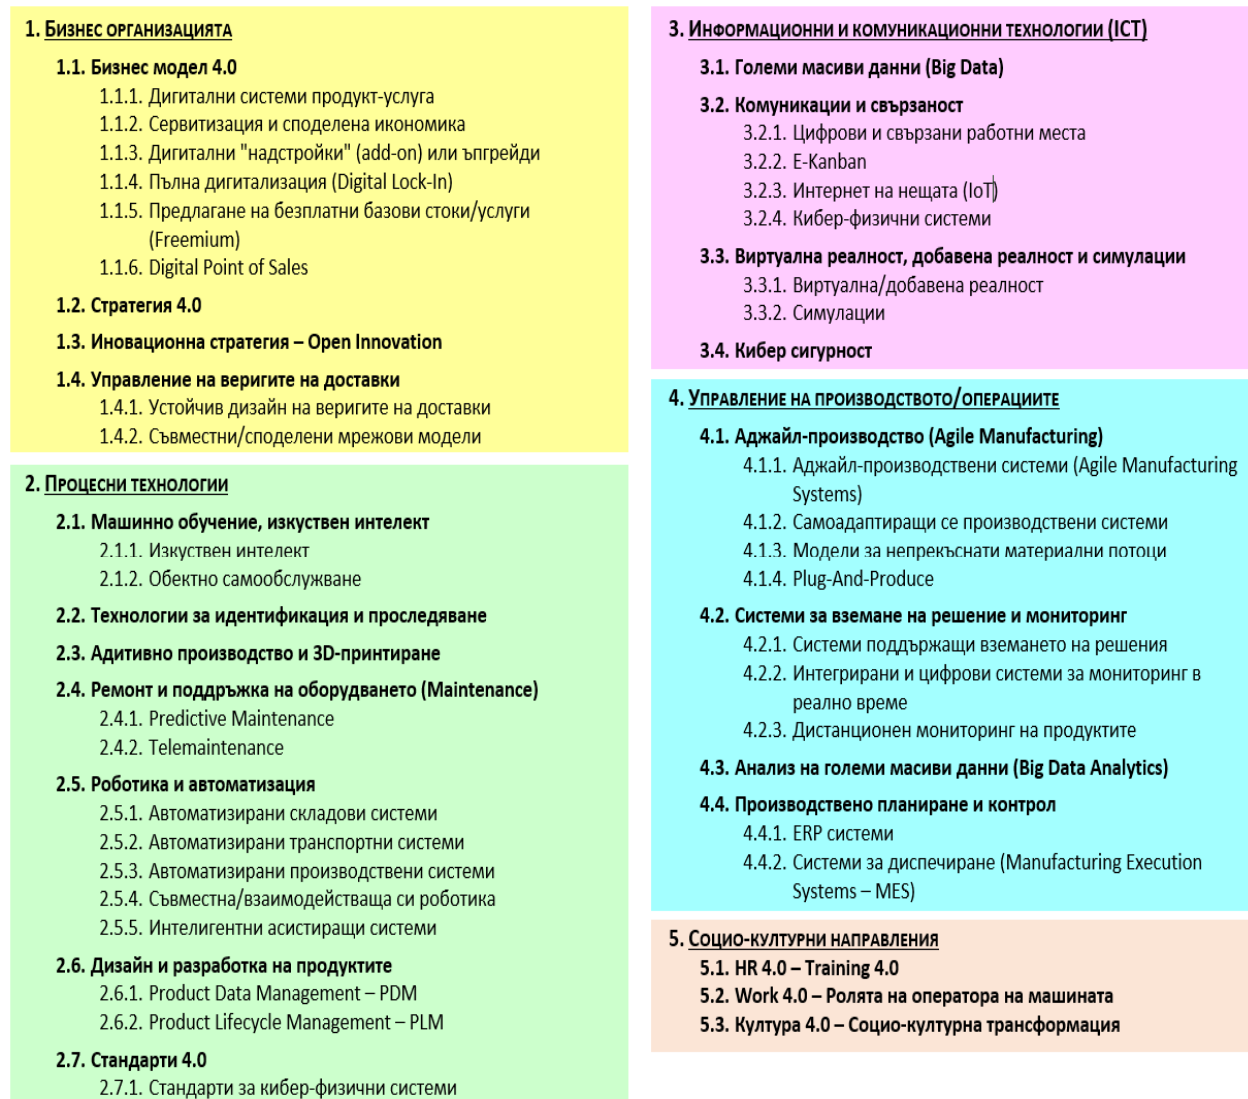 1. Бизнес организацията
1.1. Бизнес модел 4.0
1.1.1. Дигитални системи продукт-услуга
1.1.2. Сервитизация и споделена икономика
1.1.3. Дигитални "надстройки" (add-on) или ъпгрейди
1.1.4. Пълна дигитализация (Digital Lock-In)
1.1.5. Предлагане на безплатни базови стоки/услуги
(Freemium)
1.1.6. Digital Point of Sales
1.2. Стратегия 4.0
1.3. Иновационна стратегия – Open Innovation
1.4. Управление на веригите на доставки
1.4.1. Устойчив дизайн на веригите на доставки
1.4.2. Съвместни/споделени мрежови модели
2. Процесни технологии
2.1. Машинно обучение, изкуствен интелект
2.1.1. Изкуствен интелект
2.1.2. Обектно самообслужване
2.2. Технологии за идентификация и проследяване
2.3. Адитивно производство и 3D-принтиране
2.4. Ремонт и поддръжка на оборудването (Maintenance)
2.4.1. Predictive Maintenance
2.4.2. Telemaintenance
2.5. Роботика и автоматизация
2.5.1. Автоматизирани складови системи
2.5.2. Автоматизирани транспортни системи
2.5.3. Автоматизирани производствени системи
2.5.4. Съвместна/взаимодействаща си роботика
2.5.5. Интелигентни асистиращи системи
2.6. Дизайн и разработка на продуктите
2.6.1. Product Data Management – PDM
2.6.2. Product Lifecycle Management – PLM
2.7. Стандарти 4.0
2.7.1. Стандарти за кибер-физични системи
3. Информационни и комуникационни технологии (ICT)
3.1. Големи масиви данни (Big Data)
3.2. Комуникации и свързаност
3.2.1. Цифрови и свързани работни места
3.2.2. E-Kanban
3.2.3. Интернет на нещата (IoT)
3.2.4. Кибер-физични системи
3.3. Виртуална реалност, добавена реалност и симулации
3.3.1. Виртуална/добавена реалност
3.3.2. Симулации
3.4. Кибер сигурност
4. Управление на производството/операциите
4.1. Аджайл-производство (Agile Manufacturing)
4.1.1. Аджайл-производствени системи (Agile Manufacturing
Systems)
4.1.2. Самоадаптиращи се производствени системи
4.1.3. Модели за непрекъснати материални потоци
4.1.4. Plug-And-Produce
4.2. Системи за вземане на решение и мониторинг
4.2.1. Системи поддържащи вземането на решения
4.2.2. Интегрирани и цифрови системи за мониторинг в
реално време
4.2.3. Дистанционен мониторинг на продуктите
4.3. Анализ на големи масиви данни (Big Data Analytics)
4.4. Производствено планиране и контрол
4.4.1. ERP системи
4.4.2. Системи за диспечиране (Manufacturing Execution
Systems – MES)
5. Социо-културни направления
5.1. HR 4.0 – Training 4.0
5.2. Work 4.0 – Ролята на оператора на машината
5.3. Култура 4.0 – Социо-културна трансформация